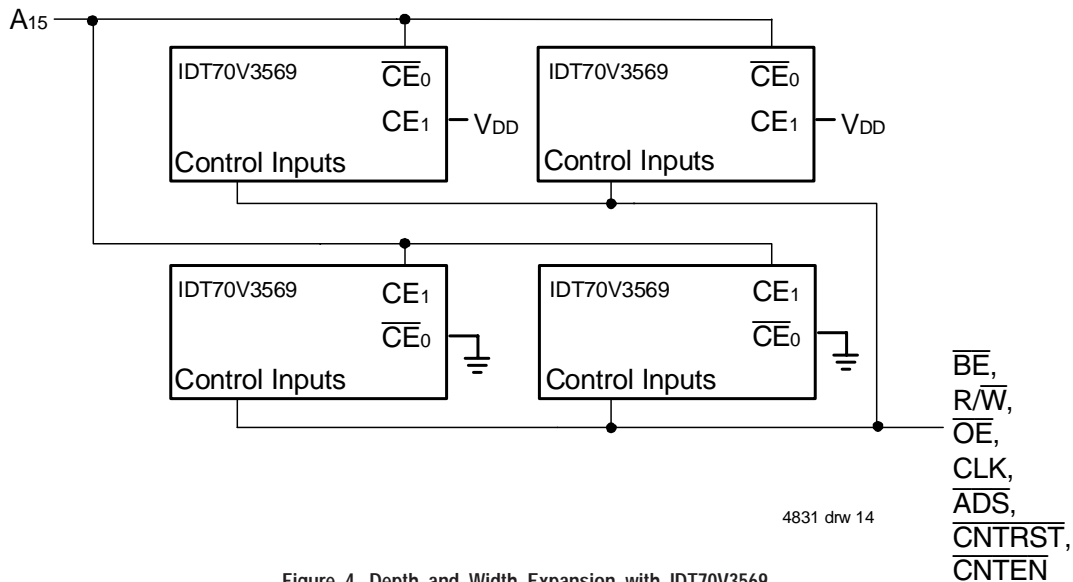 A15
IDT70V3569 CE0
CE1 VDD
Control Inputs
IDT70V3569 CE0
CE1 VDD
Control Inputs
IDT70V3569 CE1
CE0
Control Inputs
IDT70V3569 CE1
CE0
Control Inputs
BE,
R/W,
OE,
CLK,
ADS,
CNTRST,
CNTEN
4831 drw 14
Figure 4. Depth and Width Expansion with IDT70V3569